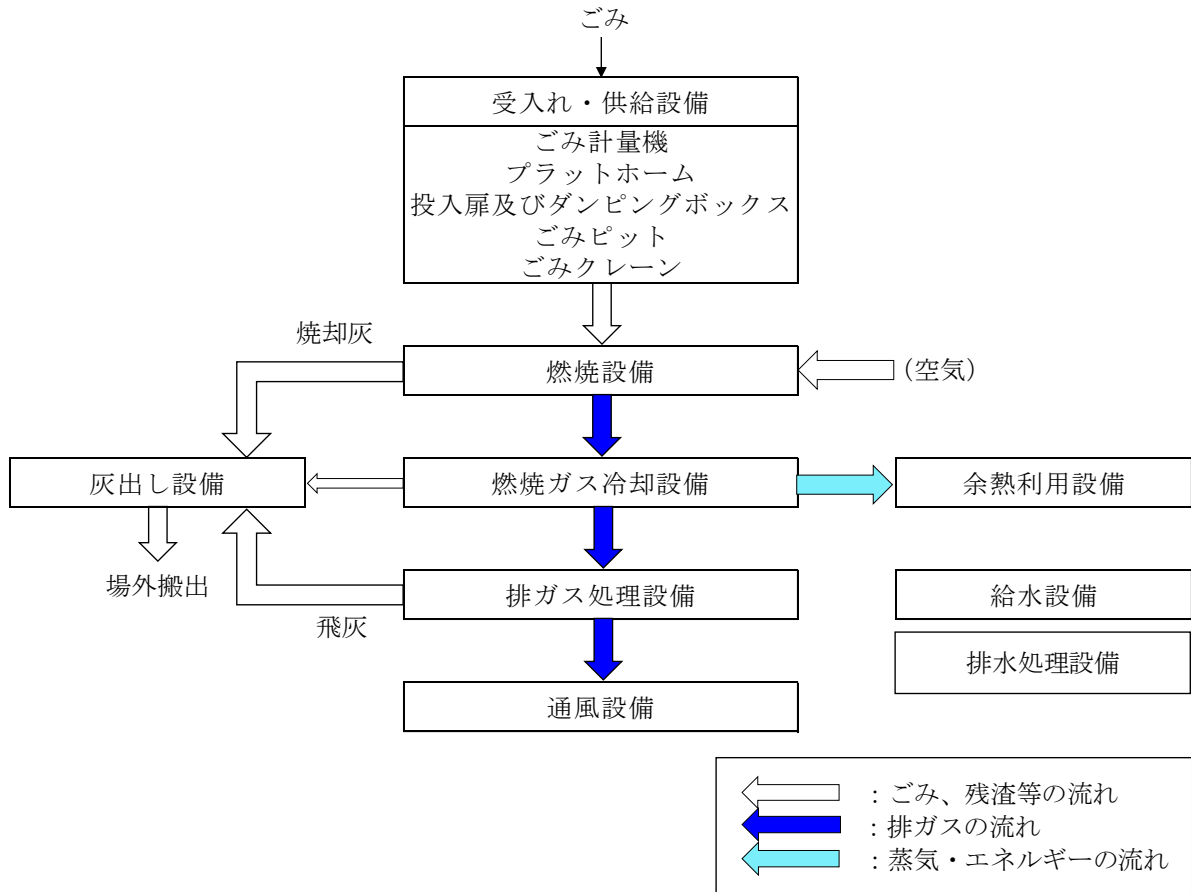 ごみ
受入れ・供給設備
ごみ計量機
プラットホーム
投入扉及びダンピングボックス
ごみピット
ごみクレーン
焼却灰
燃焼設備
（空気）
灰出し設備
燃焼ガス冷却設備
余熱利用設備
場外搬出
飛灰
排ガス処理設備
給水設備
排水処理設備
通風設備
：ごみ、残渣等の流れ
：排ガスの流れ
：蒸気・エネルギーの流れ